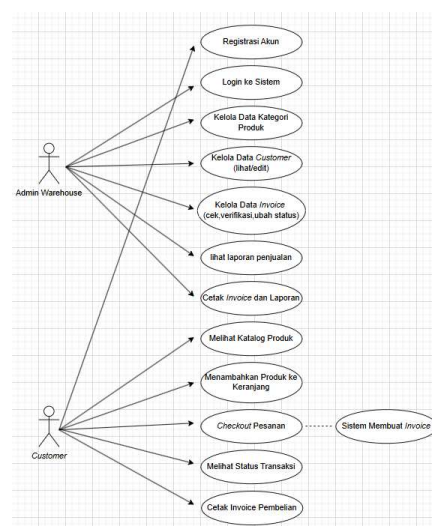 Registrasi Akun
Login ke Sistem
Kelola Data Kategori
Produk
Kelola Data Customer
(lihat/edit)
Admin Warehouse
Kelola Data Invoice
(cek,verifikasi,ubah status)
lihat laporan penjualan
Cetak Invoice dan Laporan
Melihat Katalog Produk
Menambahkan Produk ke
Keranjang
Checkout Pesanan
Sistem Membuat Invoice
Customer
Melihat Status Transaksi
Cetak Invoice Pembelian